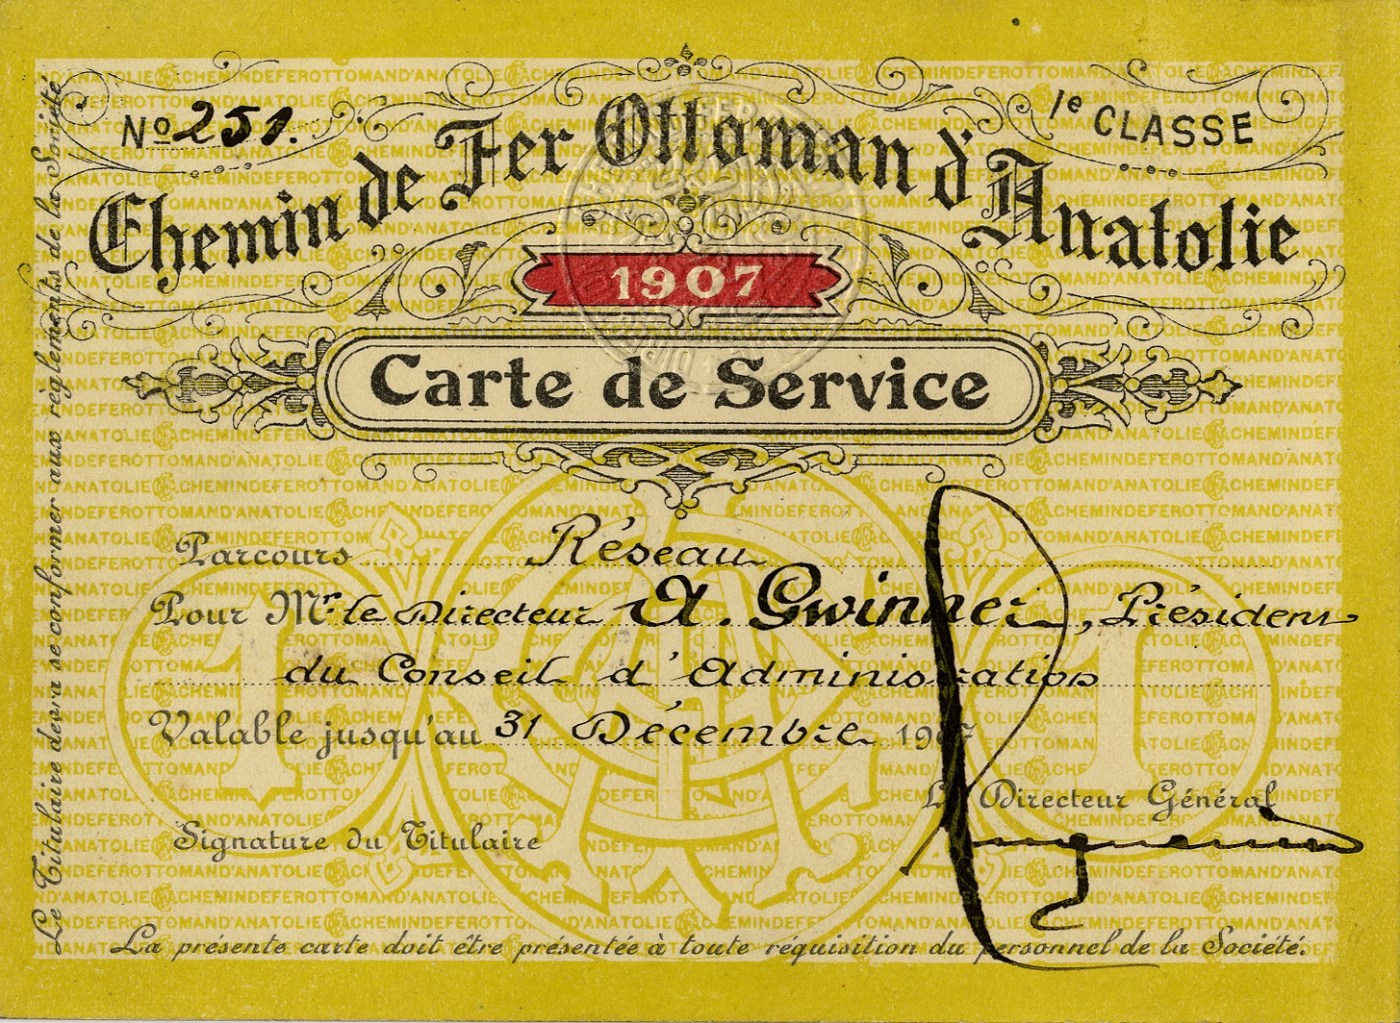 No 251.
1e CLASSE
Chemin de Fer Ottoman d'Anatolie
1907
Carte de Service
Parcours Réseau
Pour Mr. le Directeur A. Gwinner, Président
du Conseil d'Administration
Valable jusqu'au 31 Décembre 1907
Le Directeur Général
Signature du Titulaire
La présente carte doit être présentée à toute réquisition du personnel de la Société.
Le Titulaire devra se conformer aux règlements de la Société